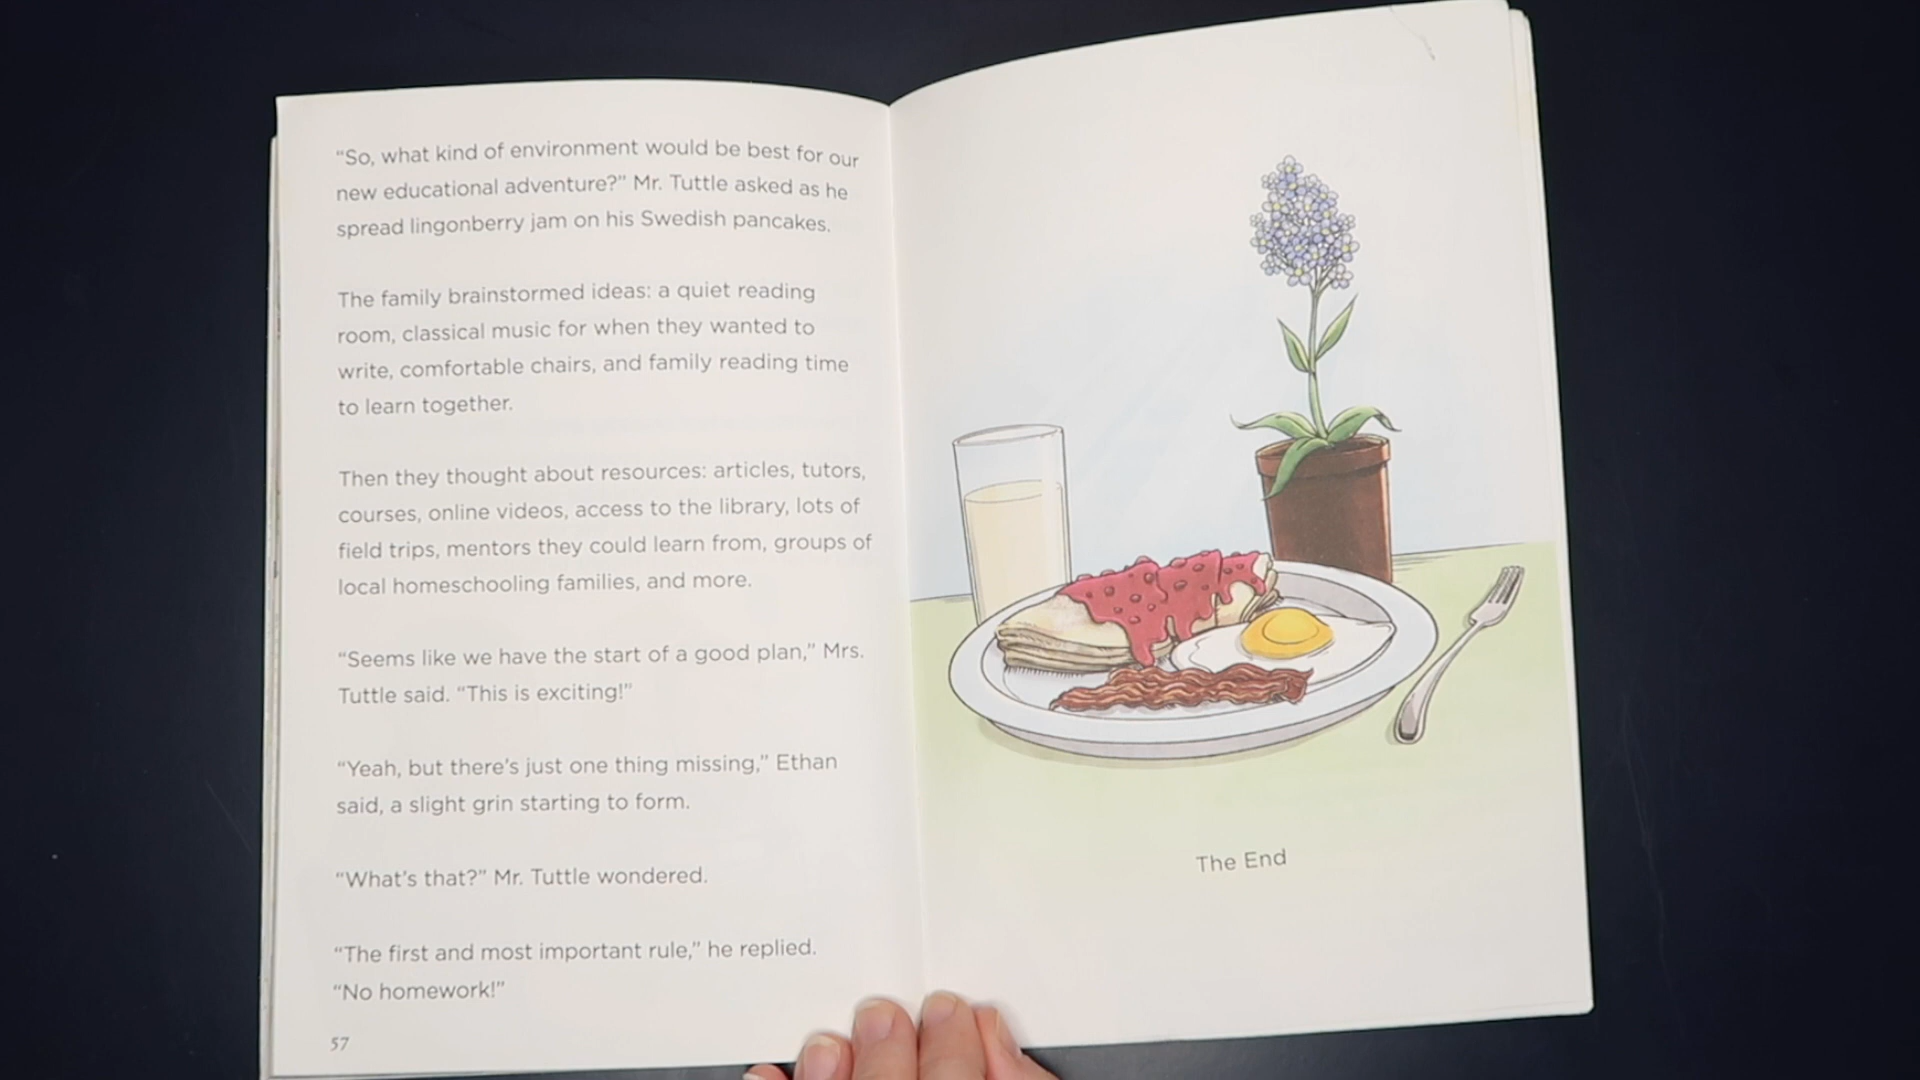 “So, what kind of environment would be best for our
new educational adventure?” Mr. Tuttle asked as he
spread lingonberry jam on his Swedish pancakes.
The family brainstormed ideas: a quiet reading
room, classical music for when they wanted to
write, comfortable chairs, and family reading time
to learn together.
Then they thought about resources: articles, tutors,
courses, online videos, access to the library, lots of
field trips, mentors they could learn from, groups of
local homeschooling families, and more.
“Seems like we have the start of a good plan,” Mrs.
Tuttle said. “This is exciting!”
“Yeah, but there’s just one thing missing,” Ethan
said, a slight grin starting to form.
“What’s that?” Mr. Tuttle wondered.
“The first and most important rule,” he replied.
“No homework!”
57
The End